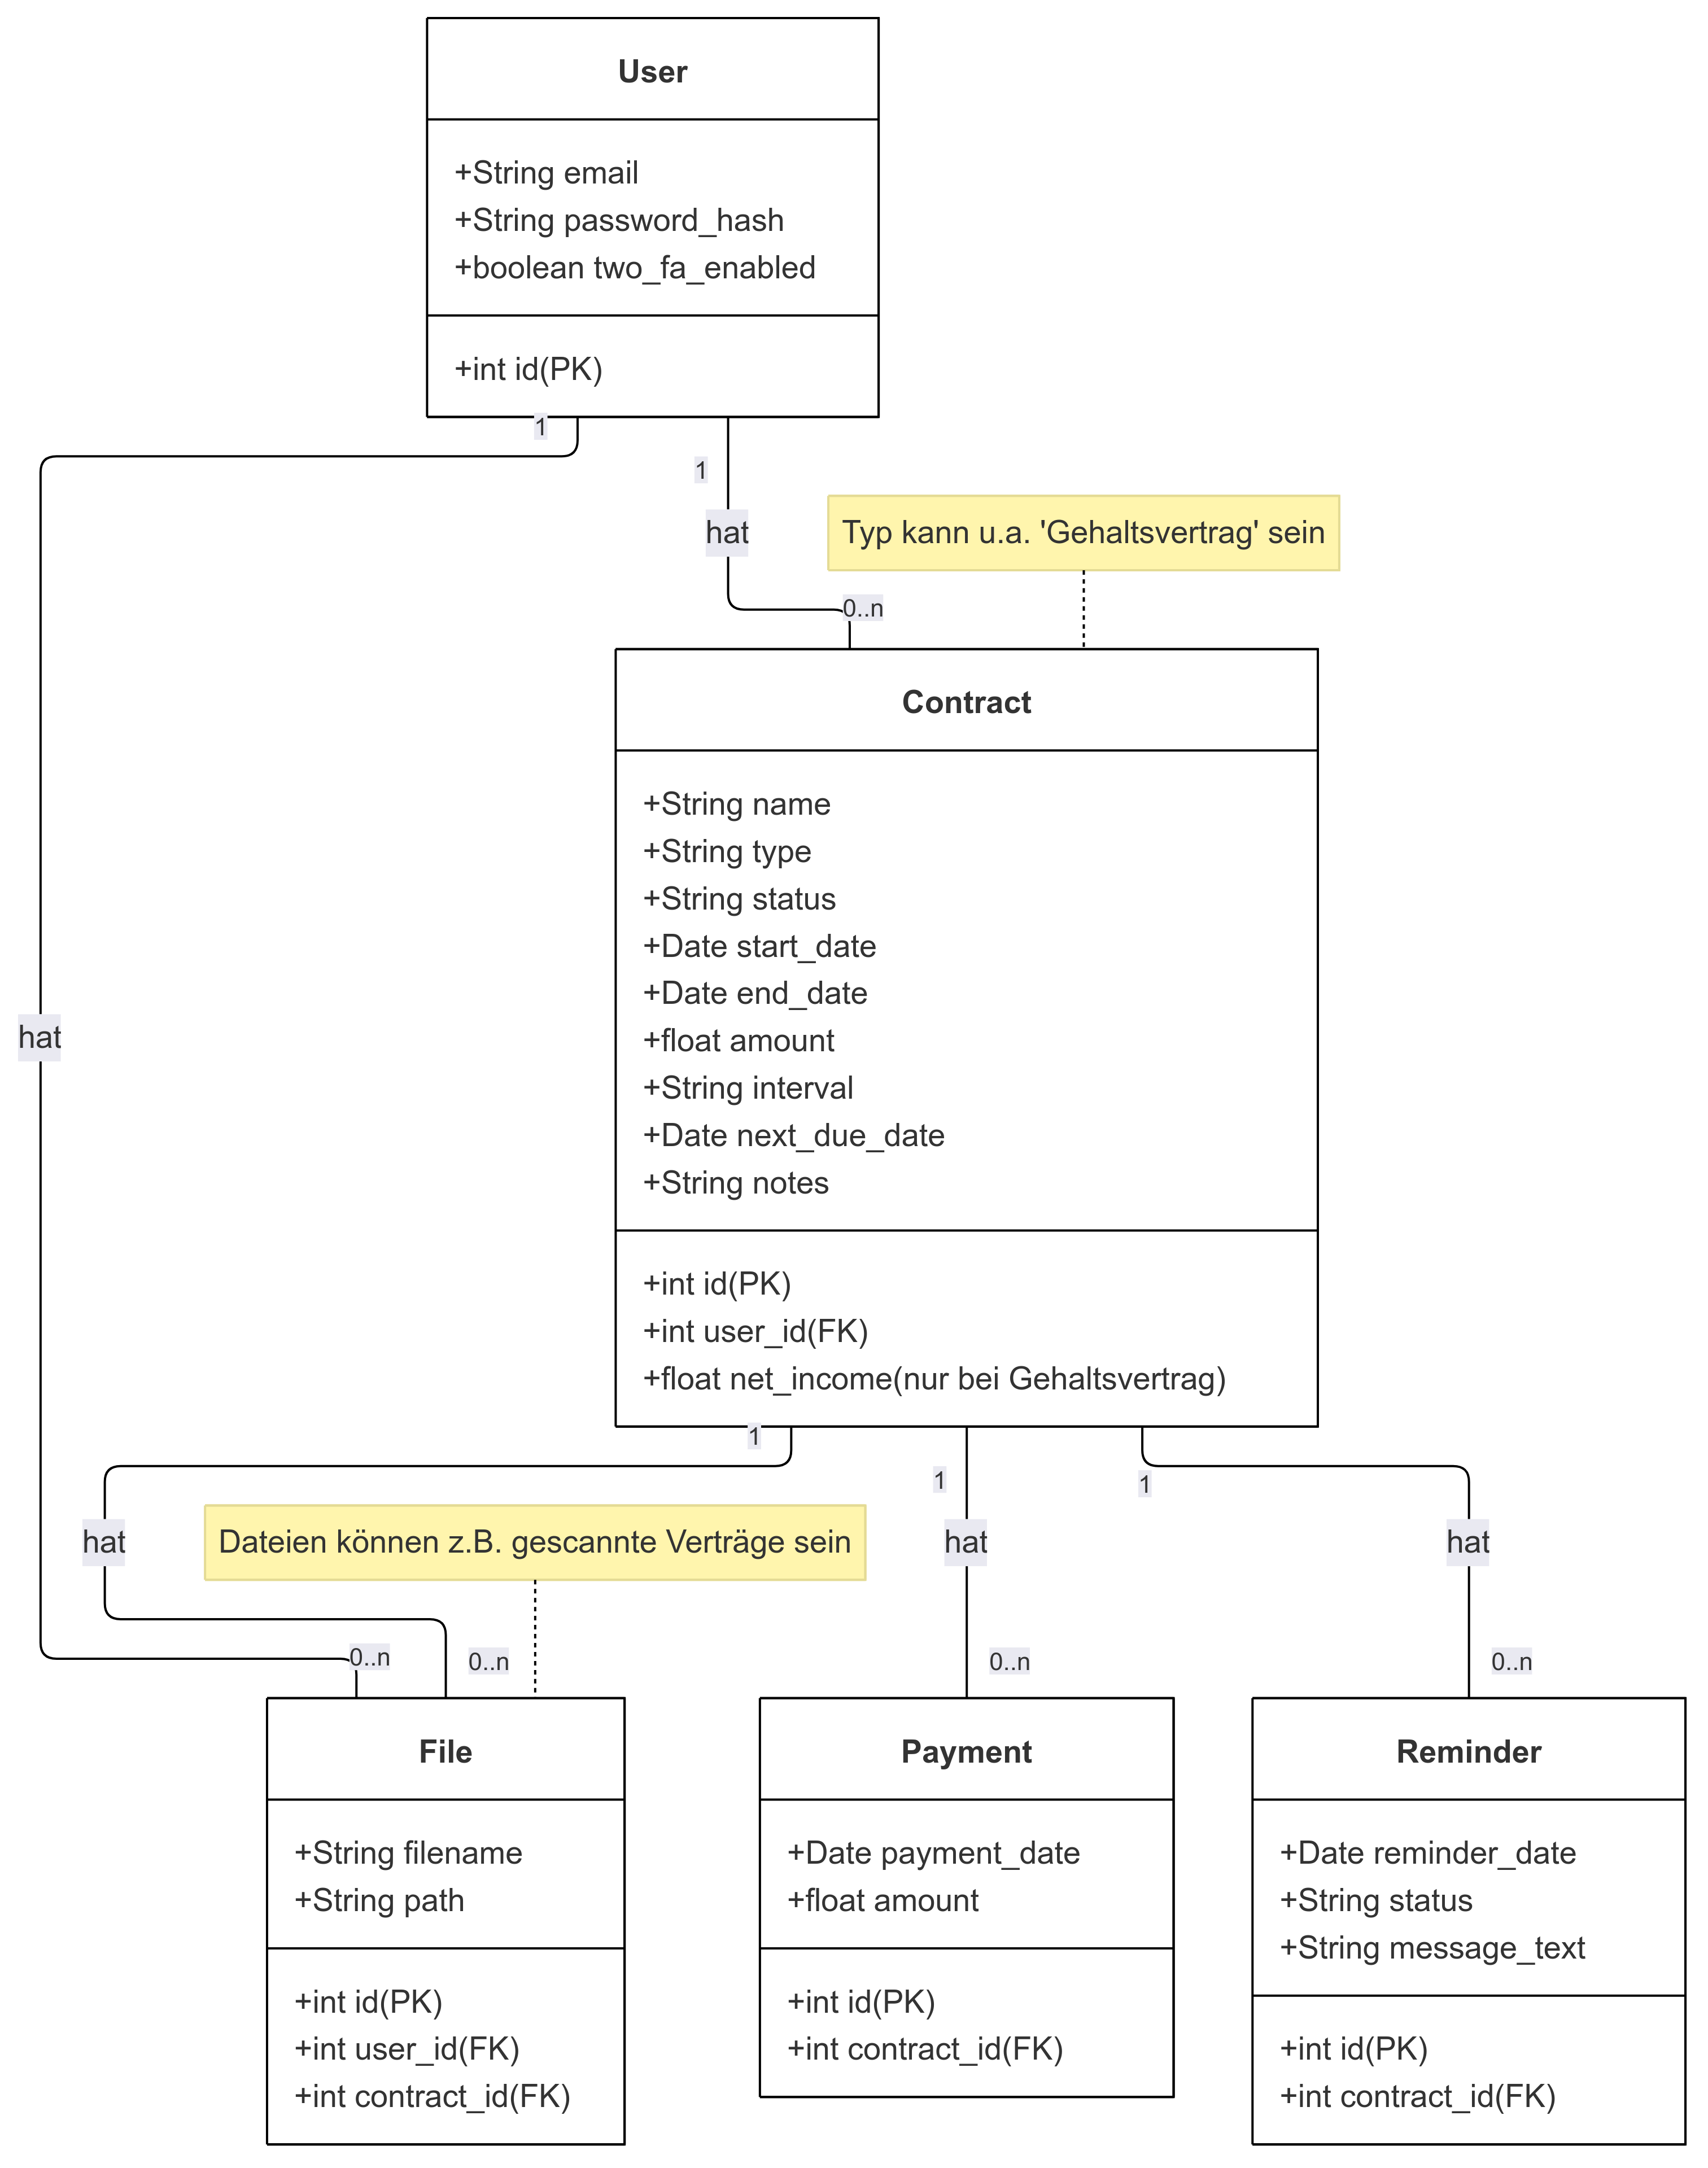 User
+String email
+String password_hash
+boolean two_fa_enabled
+int id(PK)
1
1
hat
Typ kann u.a. 'Gehaltsvertrag' sein
0..n
Contract
+String name
+String type
+String status
+Date start_date
+Date end_date
+float amount
+String interval
+Date next_due_date
+String notes
hat
+int id(PK)
+int user_id(FK)
+float net_income(nur bei Gehaltsvertrag)
1
1
1
hat
Dateien können z.B. gescannte Verträge sein
hat
hat
0..n
0..n
0..n
0..n
File
+String filename
+String path
+int id(PK)
+int user_id(FK)
+int contract_id(FK)
Payment
+Date payment_date
+float amount
+int id(PK)
+int contract_id(FK)
Reminder
+Date reminder_date
+String status
+String message_text
+int id(PK)
+int contract_id(FK)